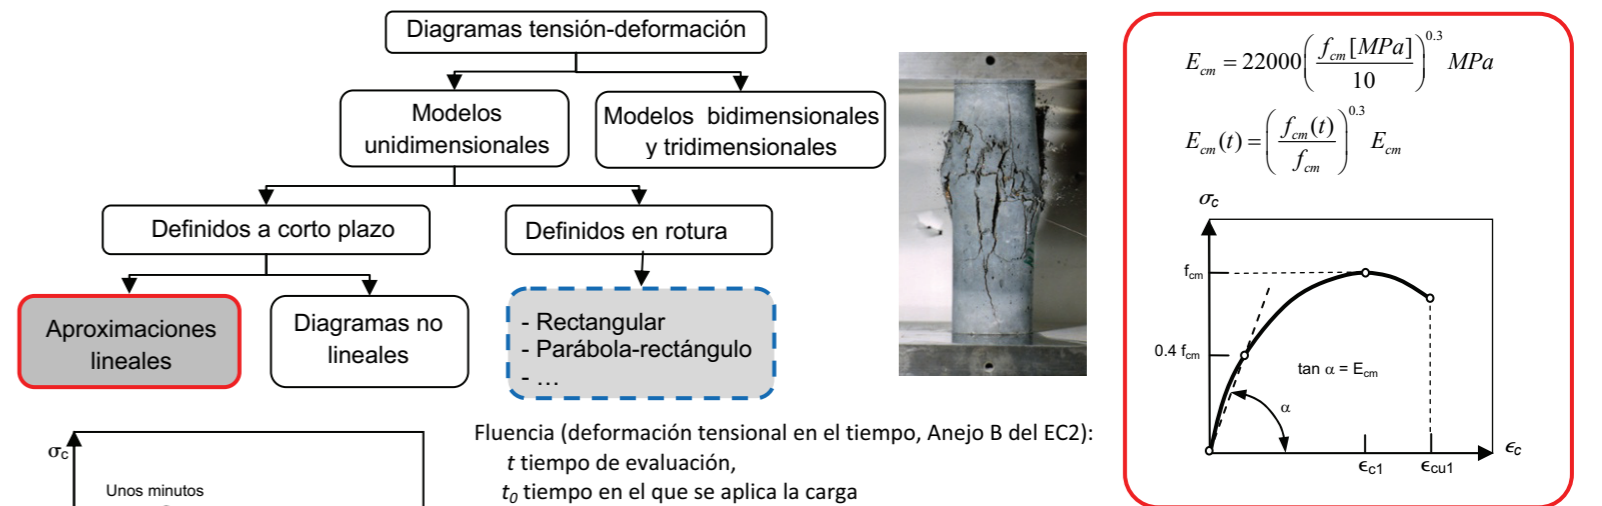 Diagramas tensión-deformación
Modelos
unidimensionales
Modelos bidimensionales
y tridimensionales
Definidos a corto plazo
Definidos en rotura
Aproximaciones
lineales
Diagramas no
lineales
- Rectangular
- Parábola-rectángulo
- ...
σc
Unos minutos
Fluencia (deformación tensional en el tiempo, Anejo B del EC2):
t tiempo de evaluación,
t0 tiempo en el que se aplica la carga
Ecm = 22000(fcm[MPa]/10)^0.3 MPa
Ecm(t) = (fcm(t)/fcm)^0.3 Ecm
σc
fcm
0.4 fcm
tan α = Ecm
α
ϵc
ϵc1
ϵcu1